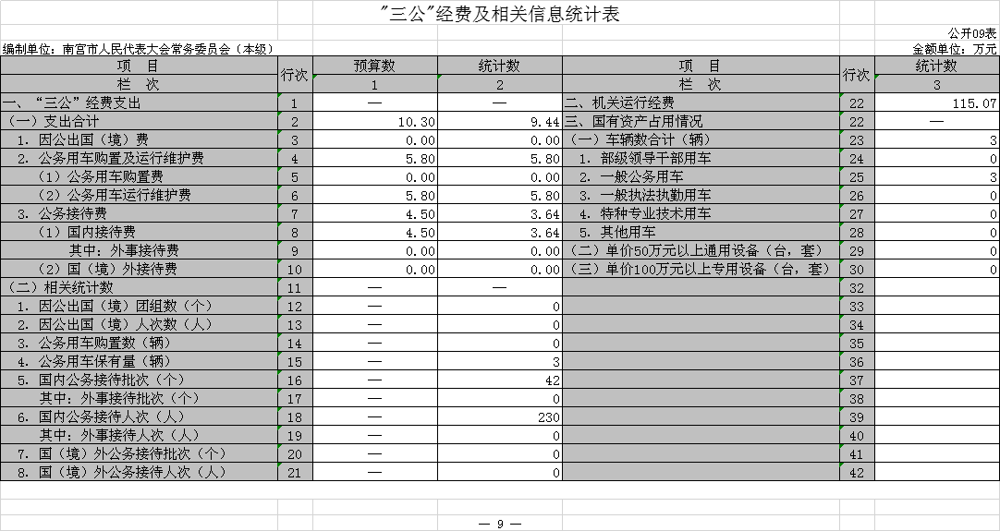 "三公"经费及相关信息统计表
公开09表
编制单位：南宫市人民代表大会常务委员会（本级） 金额单位：万元
项 目 行次 预算数 统计数 项 目 行次 统计数
栏 次 1 2 栏 次 3
一、“三公”经费支出 1 — — 二、机关运行经费 22 115.07
（一）支出合计 2 10.30 9.44 三、国有资产占用情况 22 —
1. 因公出国（境）费 3 0.00 0.00 （一）车辆数合计（辆） 23 3
2. 公务用车购置及运行维护费 4 5.80 5.80 1. 部级领导干部用车 24 0
（1）公务用车购置费 5 0.00 0.00 2. 一般公务用车 25 3
（2）公务用车运行维护费 6 5.80 5.80 3. 一般执法执勤用车 26 0
3. 公务接待费 7 4.50 3.64 4. 特种专业技术用车 27 0
（1）国内接待费 8 4.50 3.64 5. 其他用车 28 0
其中：外事接待费 9 0.00 0.00 （二）单价50万元以上通用设备（台，套） 29 0
（2）国（境）外接待费 10 0.00 0.00 （三）单价100万元以上专用设备（台，套） 30 0
（二）相关统计数 11 — — 32
1. 因公出国（境）团组数（个） 12 — 0 33
2. 因公出国（境）人次数（人） 13 — 0 34
3. 公务用车购置数（辆） 14 — 0 35
4. 公务用车保有量（辆） 15 — 3 36
5. 国内公务接待批次（个） 16 — 42 37
其中：外事接待批次（个） 17 — 0 38
6. 国内公务接待人次（人） 18 — 230 39
其中：外事接待人次（人） 19 — 0 40
7. 国（境）外公务接待批次（个） 20 — 0 41
8. 国（境）外公务接待人次（人） 21 — 0 42
— 9 —